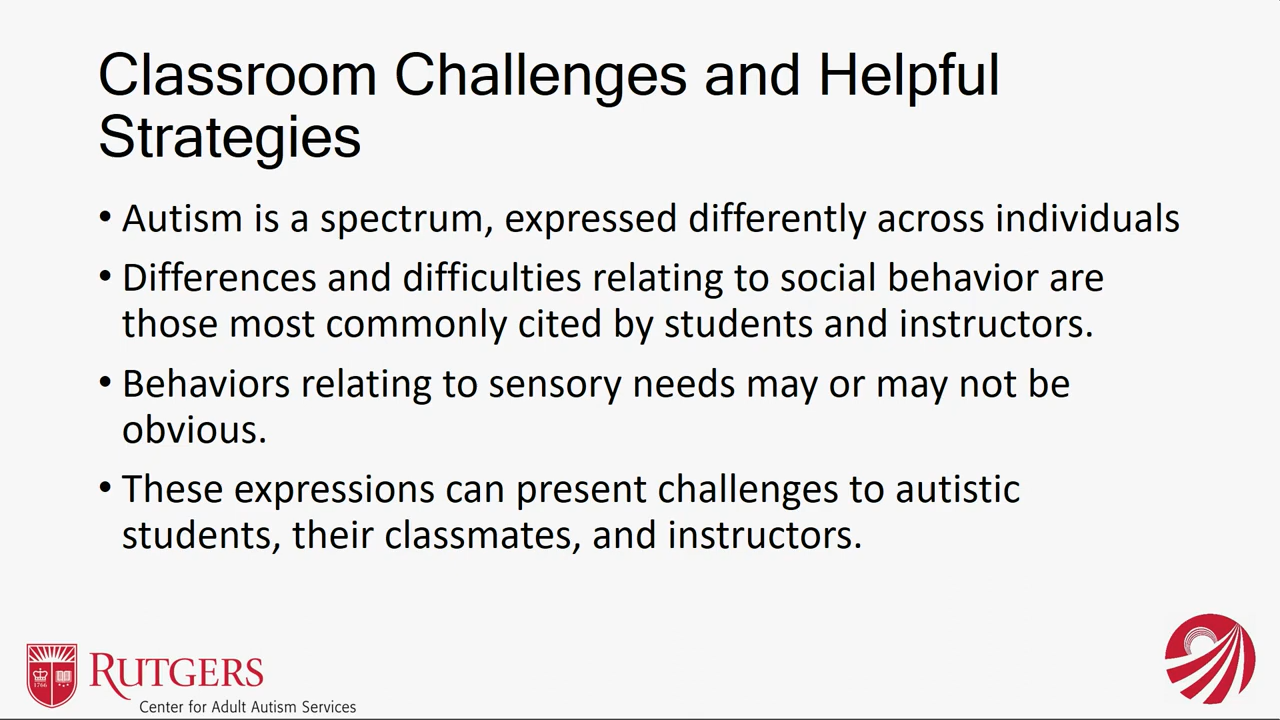 Classroom Challenges and Helpful
Strategies
• Autism is a spectrum, expressed differently across individuals
• Differences and difficulties relating to social behavior are
those most commonly cited by students and instructors.
• Behaviors relating to sensory needs may or may not be
obvious.
• These expressions can present challenges to autistic
students, their classmates, and instructors.
1766
RUTGERS
Center for Adult Autism Services